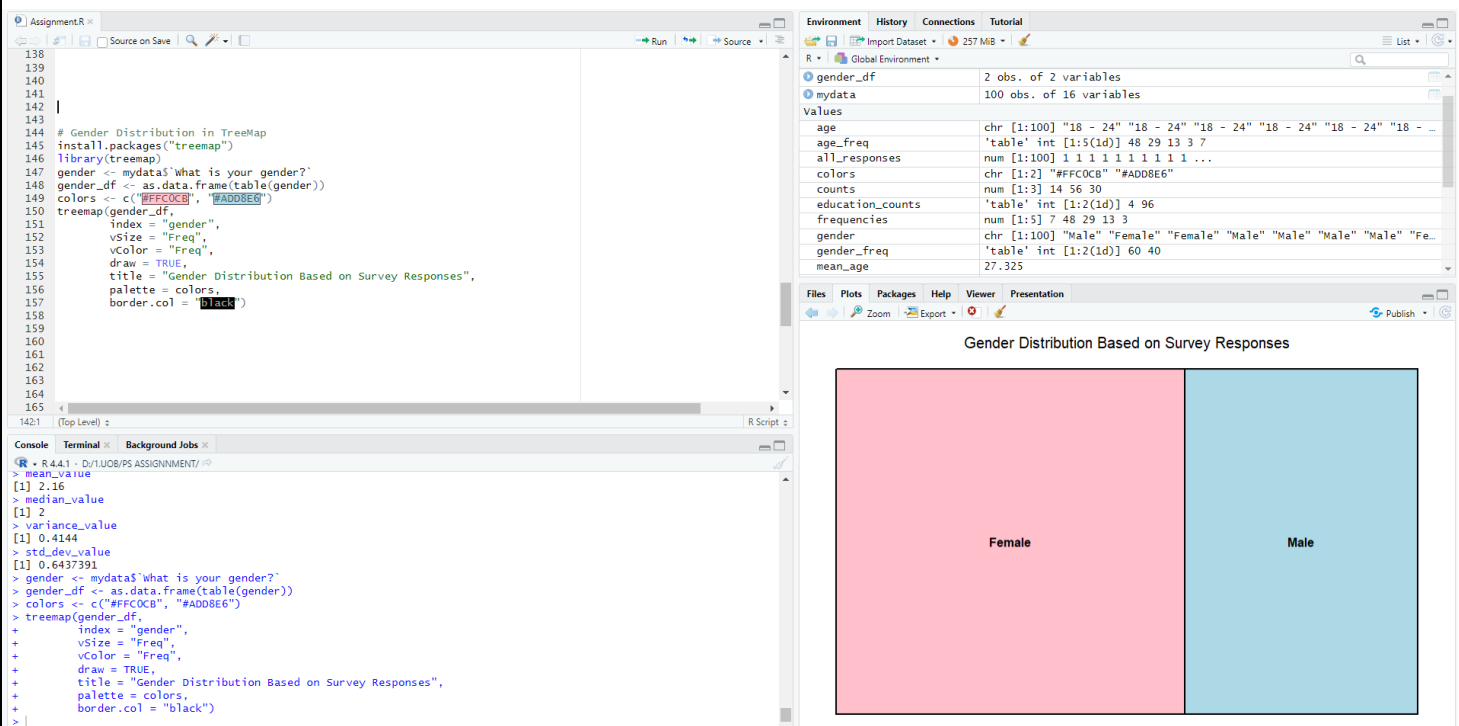 Assignment.R
Source on Save
Run
Source
138
139
140
141
142
143
144 # Gender Distribution in TreeMap
145 install.packages("treemap")
146 library(treemap)
147 gender <- mydata$`What is your gender?`
148 gender_df <- as.data.frame(table(gender))
149 colors <- c("#FFC0CB", "#ADD8E6")
150 treemap(gender_df,
151 index = "gender",
152 vSize = "Freq",
153 vColor = "Freq",
154 draw = TRUE,
155 title = "Gender Distribution Based on Survey Responses",
156 palette = colors,
157 border.col = "black")
158
159
160
161
162
163
164
165
142:1 (Top Level) R Script
Console Terminal Background Jobs
R R 4.4.1 · D:/1.UOB/PS ASSIGNNMENT/
> mean_value
[1] 2.16
> median_value
[1] 2
> variance_value
[1] 0.4144
> std_dev_value
[1] 0.6437391
> gender <- mydata$`What is your gender?`
> gender_df <- as.data.frame(table(gender))
> colors <- c("#FFC0CB", "#ADD8E6")
> treemap(gender_df,
+ index = "gender",
+ vSize = "Freq",
+ vColor = "Freq",
+ draw = TRUE,
+ title = "Gender Distribution Based on Survey Responses",
+ palette = colors,
+ border.col = "black")
>
Environment History Connections Tutorial
Import Dataset 257 MiB List
R Global Environment
gender_df 2 obs. of 2 variables
mydata 100 obs. of 16 variables
Values
age chr [1:100] "18 - 24" "18 - 24" "18 - 24" "18 - 24" "18 - 24" "18 - …
age_freq 'table' int [1:5(1d)] 48 29 13 3 7
all_responses num [1:100] 1 1 1 1 1 1 1 1 1 1 ...
colors chr [1:2] "#FFC0CB" "#ADD8E6"
counts num [1:3] 14 56 30
education_counts 'table' int [1:2(1d)] 4 96
frequencies num [1:5] 7 48 29 13 3
gender chr [1:100] "Male" "Female" "Female" "Male" "Male" "Male" "Male" "Fe…
gender_freq 'table' int [1:2(1d)] 60 40
mean_age 27.325
Files Plots Packages Help Viewer Presentation
Zoom Export Publish
Gender Distribution Based on Survey Responses
Female
Male